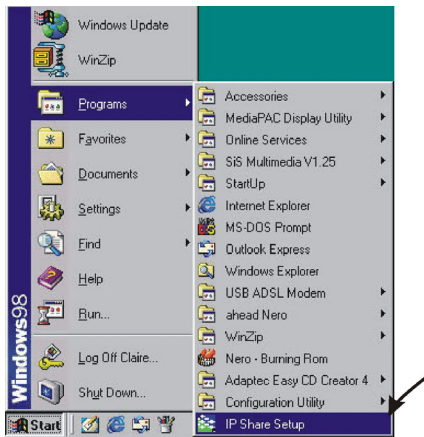 Windows Update
WinZip
Programs
Favorites
Documents
Settings
Find
Help
Run...
Log Off Claire...
Shut Down...
Windows98
Start
Accessories
MediaPAC Display Utility
Online Services
SiS Multimedia V1.25
StartUp
Internet Explorer
MS-DOS Prompt
Outlook Express
Windows Explorer
USB ADSL Modem
ahead Nero
WinZip
Nero - Burning Rom
Adaptec Easy CD Creator 4
Configuration Utility
IP Share Setup